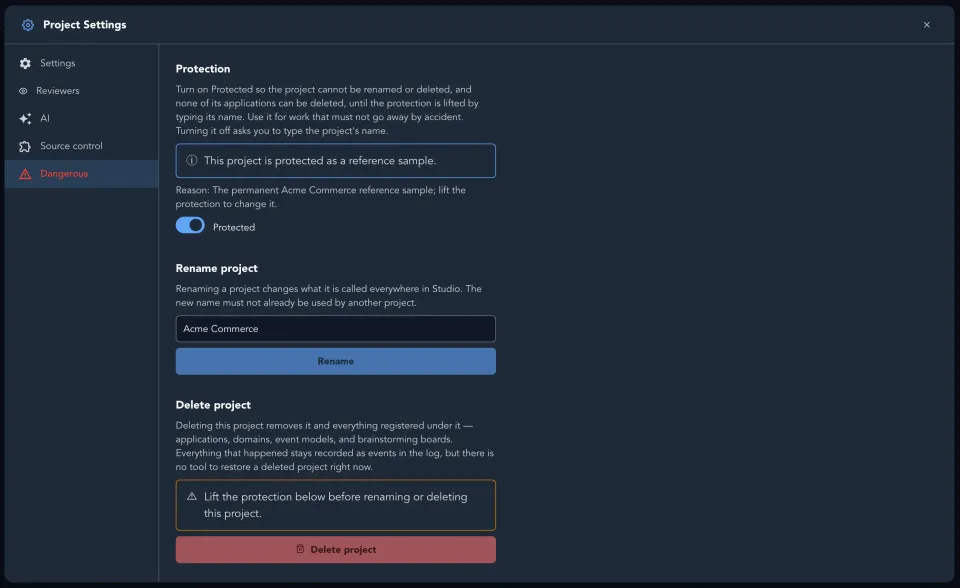 Project Settings
Settings
Reviewers
AI
Source control
Dangerous
Protection
Turn on Protected so the project cannot be renamed or deleted, and
none of its applications can be deleted, until the protection is lifted by
typing its name. Use it for work that must not go away by accident.
Turning it off asks you to type the project's name.
This project is protected as a reference sample.
Reason: The permanent Acme Commerce reference sample; lift the
protection to change it.
Protected
Rename project
Renaming a project changes what it is called everywhere in Studio. The
new name must not already be used by another project.
Acme Commerce
Rename
Delete project
Deleting this project removes it and everything registered under it —
applications, domains, event models, and brainstorming boards.
Everything that happened stays recorded as events in the log, but there is
no tool to restore a deleted project right now.
Lift the protection below before renaming or deleting
this project.
Delete project